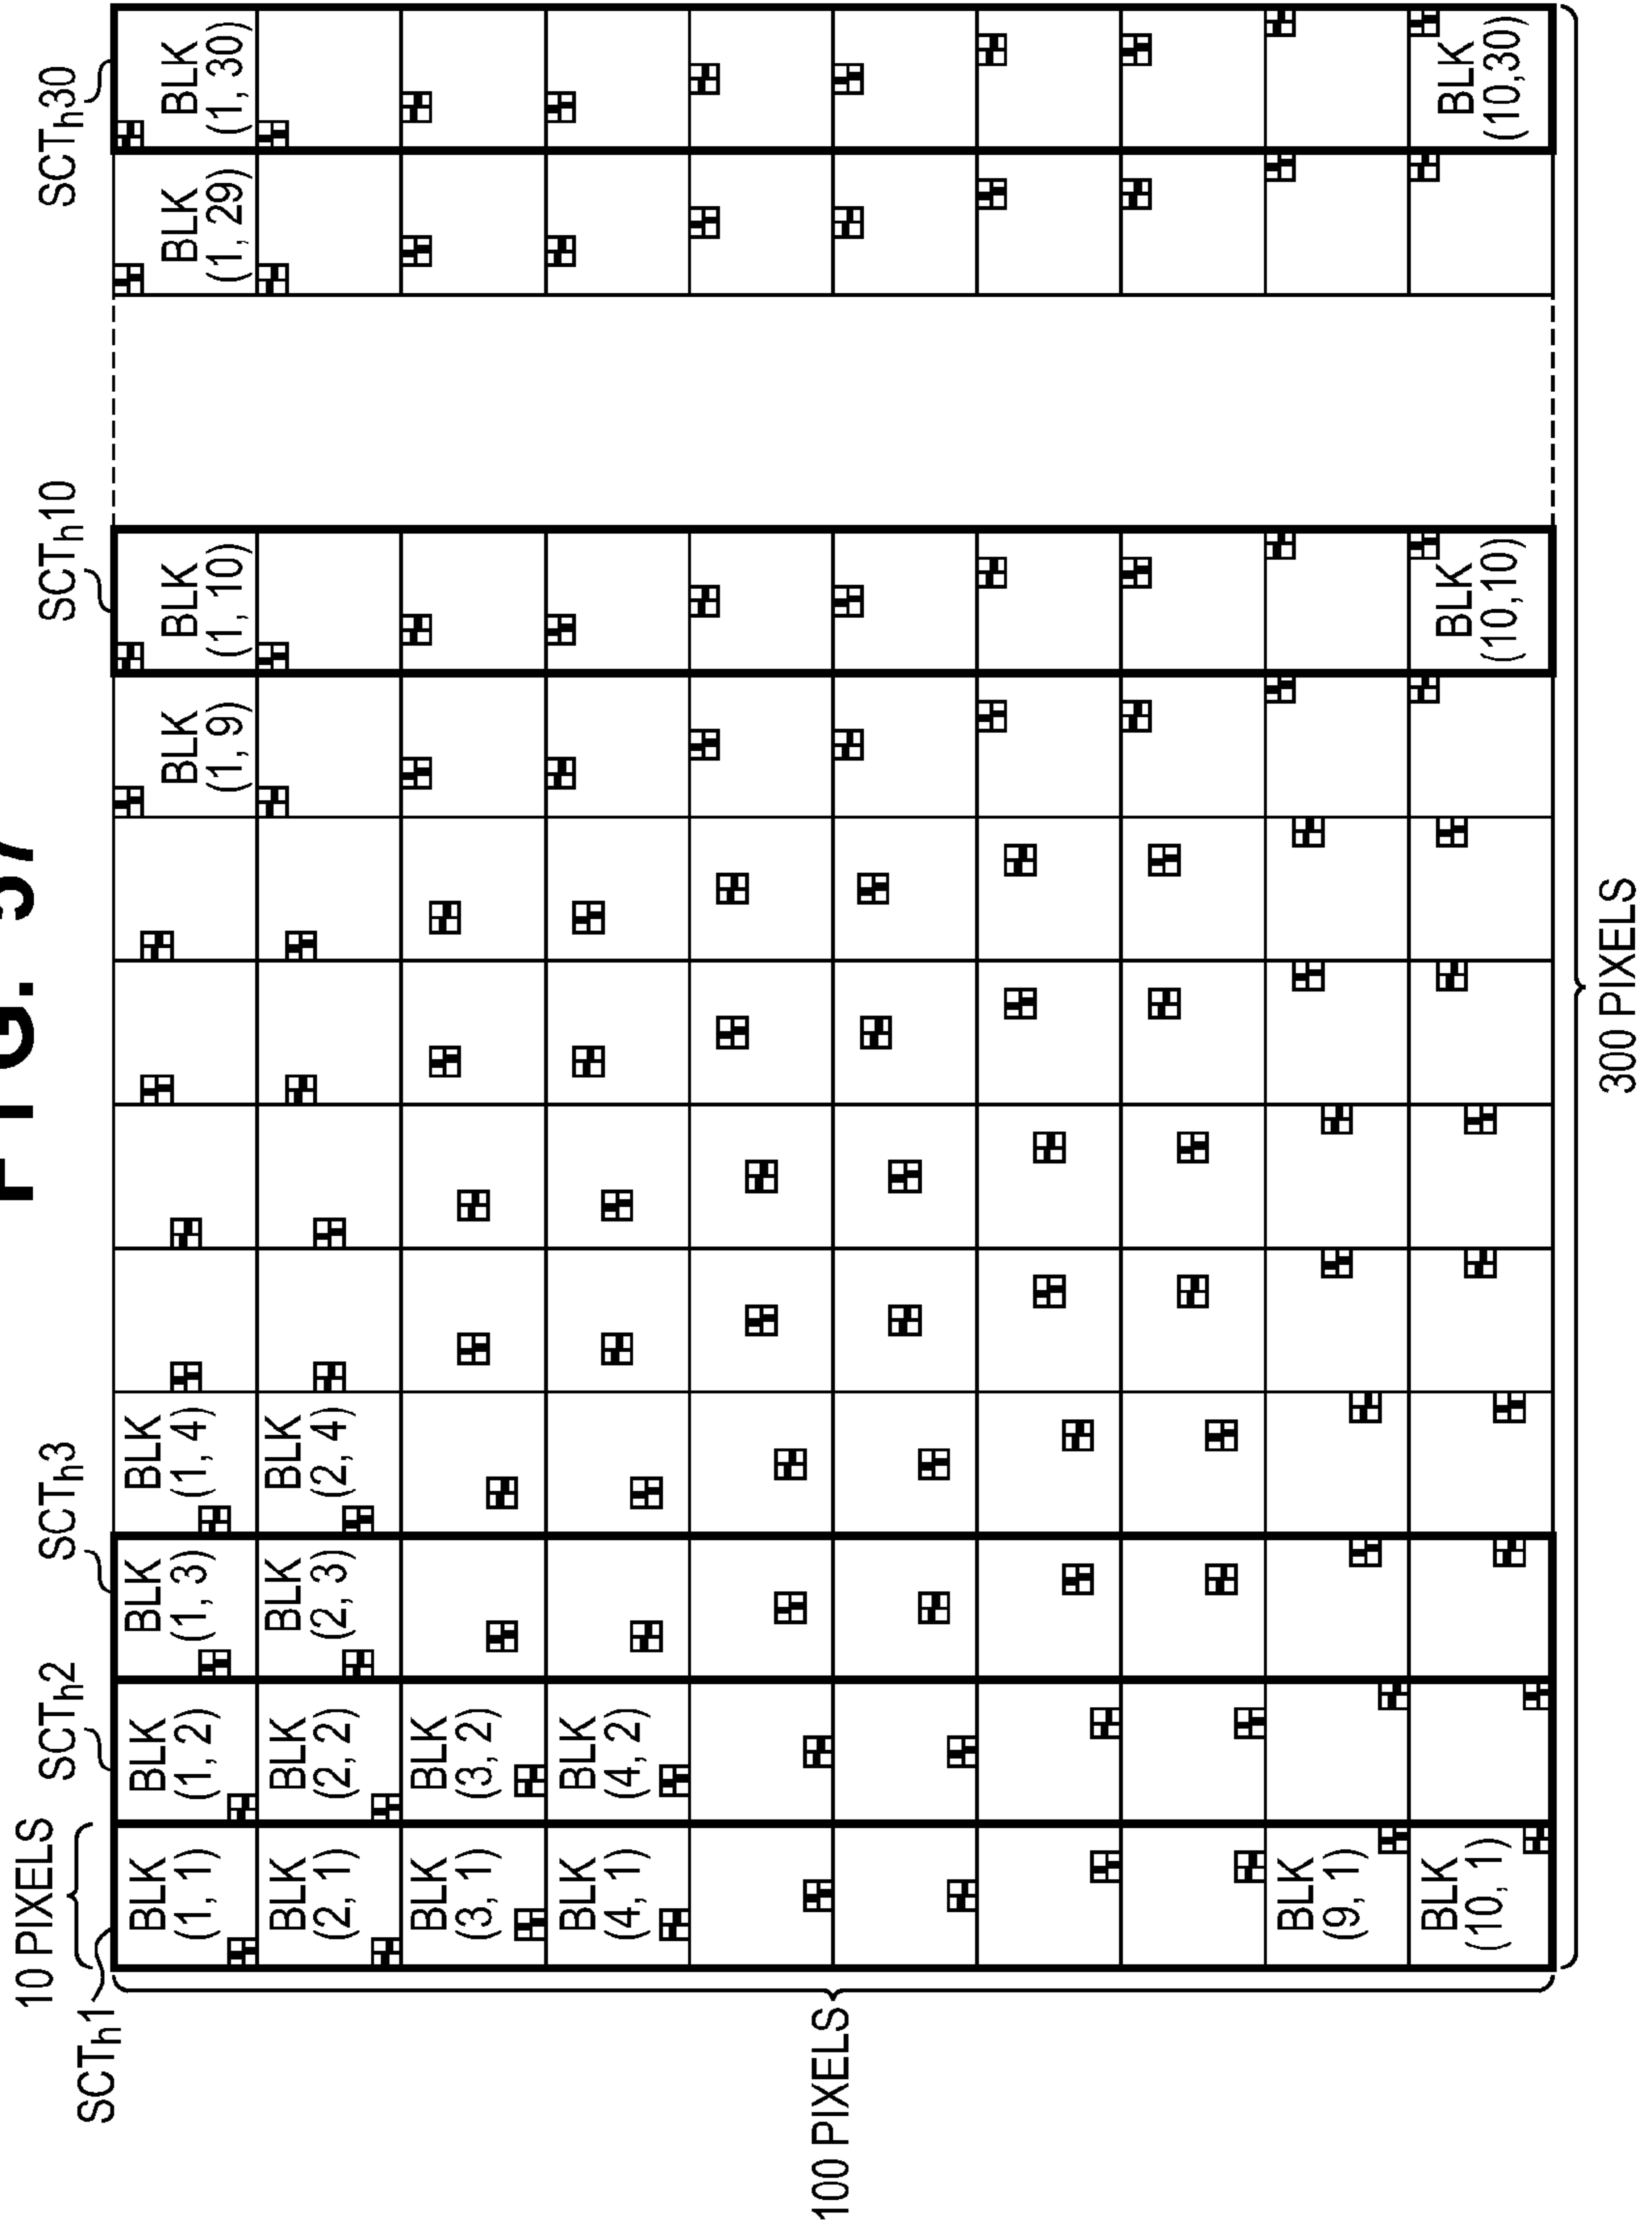 FIG. 37
10 PIXELS
SCTh1
SCTh2
SCTh3
SCTh10
SCTh30
BLK
(1, 1)
BLK
(1, 2)
BLK
(1, 3)
BLK
(1, 4)
BLK
(1, 9)
BLK
(1, 10)
BLK
(1, 29)
BLK
(1, 30)
BLK
(2, 1)
BLK
(2, 2)
BLK
(2, 3)
BLK
(2, 4)
BLK
(3, 1)
BLK
(3, 2)
BLK
(4, 1)
BLK
(4, 2)
BLK
(9, 1)
BLK
(10, 1)
BLK
(10,10)
BLK
(10,30)
100 PIXELS
300 PIXELS